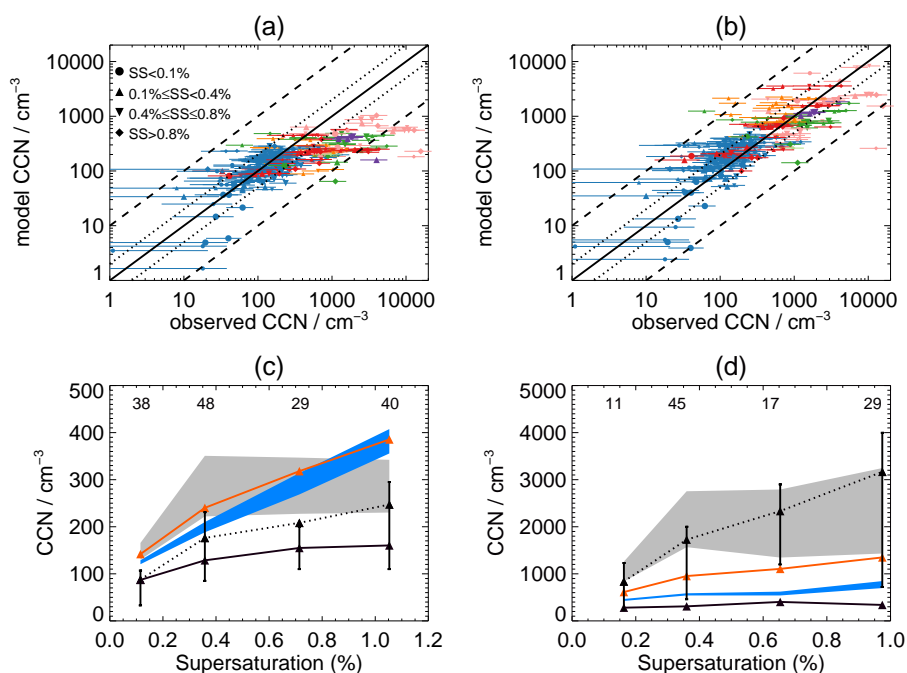 (a)
(b)
model CCN / cm⁻³
10000
1000
100
10
1
SS<0.1%
0.1%≤SS<0.4%
0.4%≤SS≤0.8%
SS>0.8%
1 10 100 1000 10000
observed CCN / cm⁻³
model CCN / cm⁻³
10000
1000
100
10
1
1 10 100 1000 10000
observed CCN / cm⁻³
(c)
(d)
CCN / cm⁻³
500
400
300
200
100
0
38 48 29 40
0.0 0.2 0.4 0.6 0.8 1.0 1.2
Supersaturation (%)
CCN / cm⁻³
5000
4000
3000
2000
1000
0
11 45 17 29
0.0 0.2 0.4 0.6 0.8 1.0
Supersaturation (%)